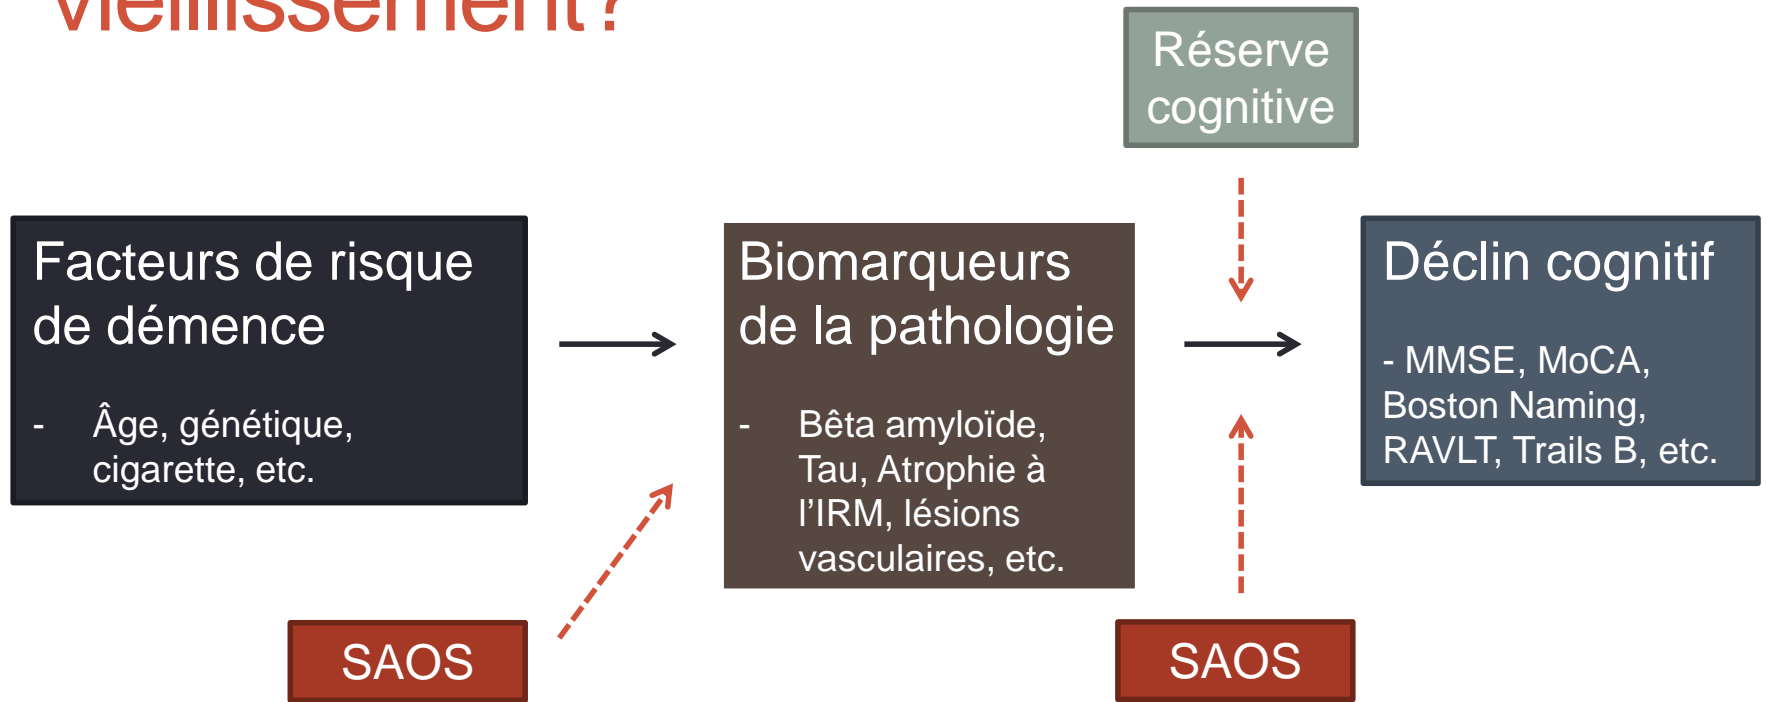 vieillissement?
Réserve
cognitive
Facteurs de risque
de démence
- Âge, génétique,
cigarette, etc.
Biomarqueurs
de la pathologie
- Bêta amyloïde,
Tau, Atrophie à
l'IRM, lésions
vasculaires, etc.
Déclin cognitif
- MMSE, MoCA,
Boston Naming,
RAVLT, Trails B, etc.
SAOS
SAOS